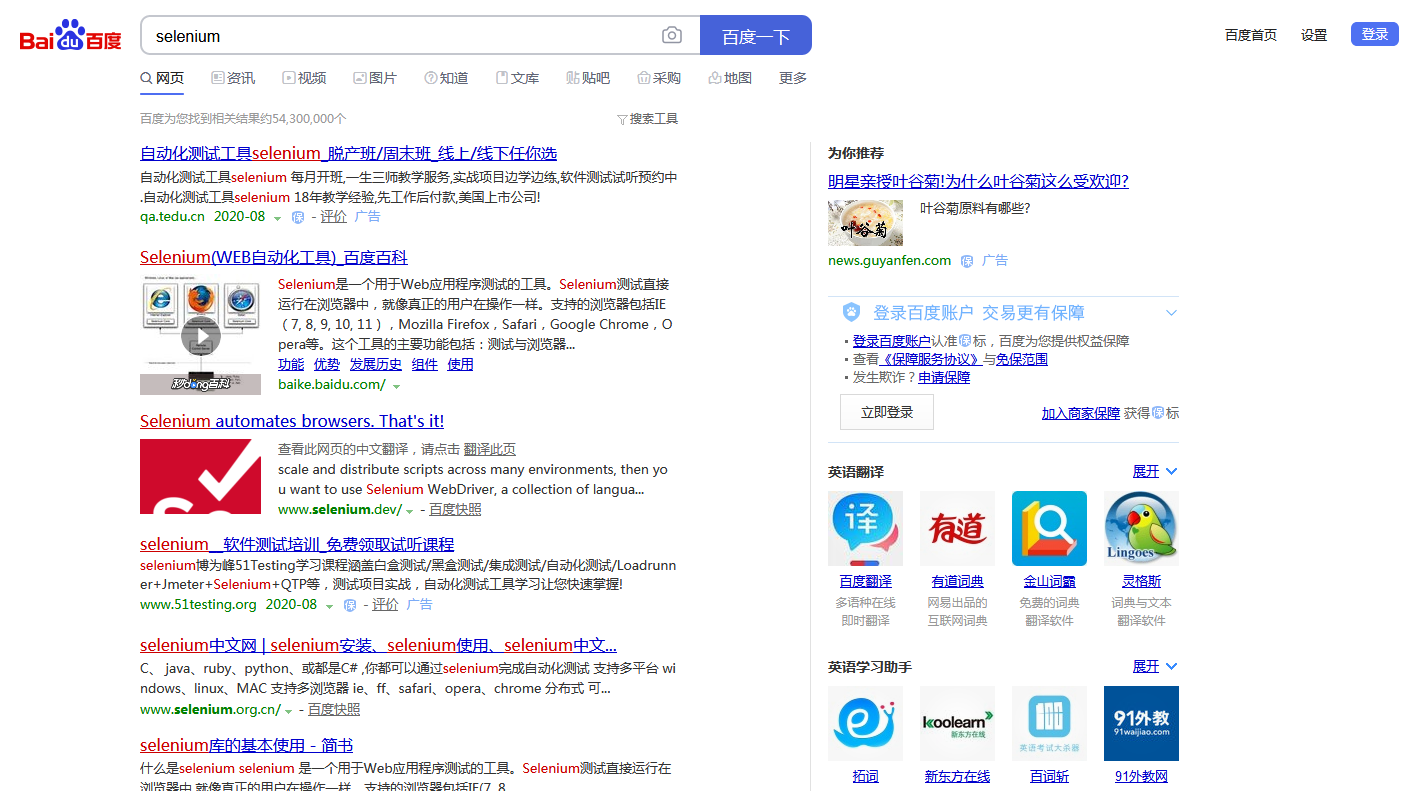 Bai du 百度
selenium
百度一下
百度首页 设置 登录
网页 资讯 视频 图片 知道 文库 贴吧 采购 地图 更多
百度为您找到相关结果约54,300,000个
搜索工具
自动化测试工具selenium_脱产班/周末班_线上/线下任你选
自动化测试工具selenium 每月开班,一生三师教学服务,实战项目边学边练,软件测试试听预约中
.自动化测试工具selenium 18年教学经验,先工作后付款,美国上市公司!
qa.tedu.cn 2020-08 保 - 评价 广告
Selenium(WEB自动化工具)_百度百科
Selenium是一个用于Web应用程序测试的工具。Selenium测试直接
运行在浏览器中，就像真正的用户在操作一样。支持的浏览器包括IE
（7, 8, 9, 10, 11），Mozilla Firefox，Safari，Google Chrome，O
pera等。这个工具的主要功能包括：测试与浏览器...
功能 优势 发展历史 组件 使用
秒dǒng百科
baike.baidu.com/
Selenium automates browsers. That's it!
查看此网页的中文翻译，请点击 翻译此页
scale and distribute scripts across many environments, then yo
u want to use Selenium WebDriver, a collection of langua...
www.selenium.dev/ - 百度快照
selenium__软件测试培训_免费领取试听课程
selenium博为峰51Testing学习课程涵盖白盒测试/黑盒测试/集成测试/自动化测试/Loadrunn
er+Jmeter+Selenium+QTP等，测试项目实战，自动化测试工具学习让您快速掌握!
www.51testing.org 2020-08 保 - 评价 广告
selenium中文网 | selenium安装、selenium使用、selenium中文...
C、java、ruby、python、或都是C# ,你都可以通过selenium完成自动化测试 支持多平台 wi
ndows、linux、MAC 支持多浏览器 ie、ff、safari、opera、chrome 分布式 可...
www.selenium.org.cn/ - 百度快照
selenium库的基本使用 - 简书
什么是selenium selenium 是一个用于Web应用程序测试的工具。Selenium测试直接运行在
浏览器中,就像真正的用户在操作一样。支持的浏览器包括IE(7, 8,
为你推荐
明星亲授叶谷菊!为什么叶谷菊这么受欢迎?
叶谷菊
叶谷菊原料有哪些?
news.guyanfen.com 保 广告
登录百度账户 交易更有保障
登录百度账户认准保标，百度为您提供权益保障
查看《保障服务协议》与免保范围
发生欺诈？申请保障
立即登录
加入商家保障 获得保标
英语翻译 展开
译 有道 Lingoes
百度翻译 有道词典 金山词霸 灵格斯
多语种在线 网易出品的 免费的词典 词典与文本
即时翻译 互联网词典 翻译软件 翻译软件
英语学习助手 展开
koolearn
新东方在线
100
英语考试大杀器
91外教
91waijiao.com
拓词 新东方在线 百词斩 91外教网